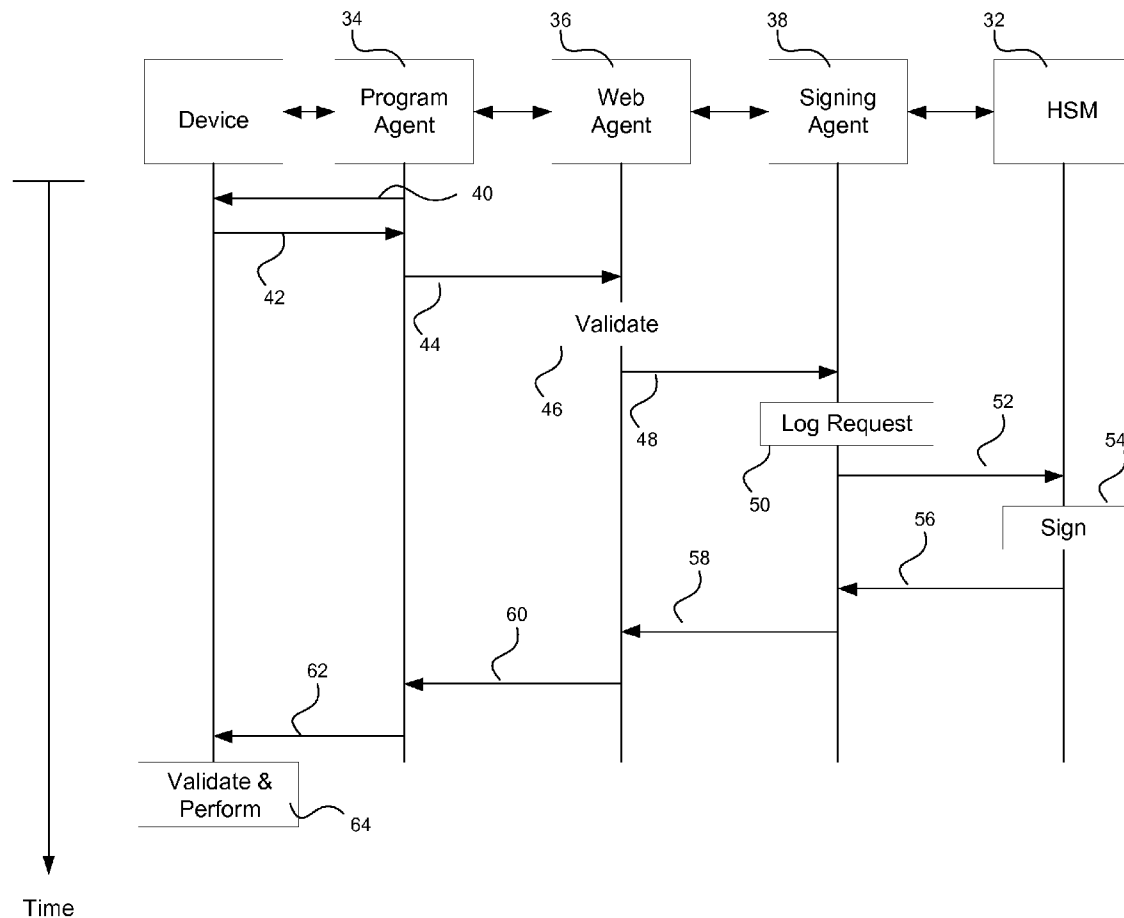 34
36
38
32
Device
Program
Agent
Web
Agent
Signing
Agent
HSM
40
42
44
Validate
46
48
Log Request
50
52
54
Sign
56
58
60
62
Validate &
Perform
64
Time